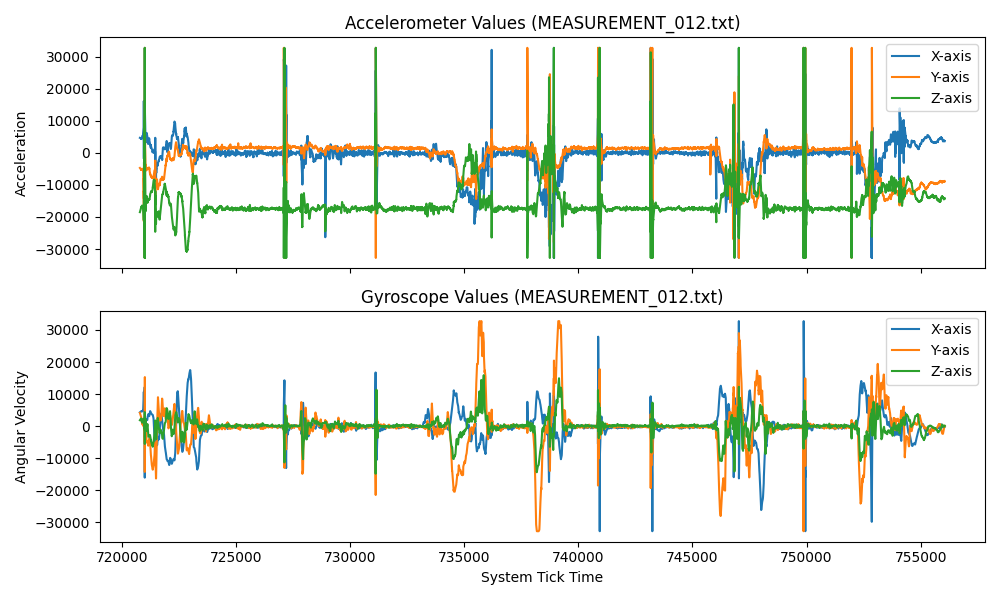 Accelerometer Values (MEASUREMENT_012.txt)
Acceleration
30000
20000
10000
0
−10000
−20000
−30000
X-axis
Y-axis
Z-axis
Gyroscope Values (MEASUREMENT_012.txt)
Angular Velocity
30000
20000
10000
0
−10000
−20000
−30000
X-axis
Y-axis
Z-axis
720000 725000 730000 735000 740000 745000 750000 755000
System Tick Time